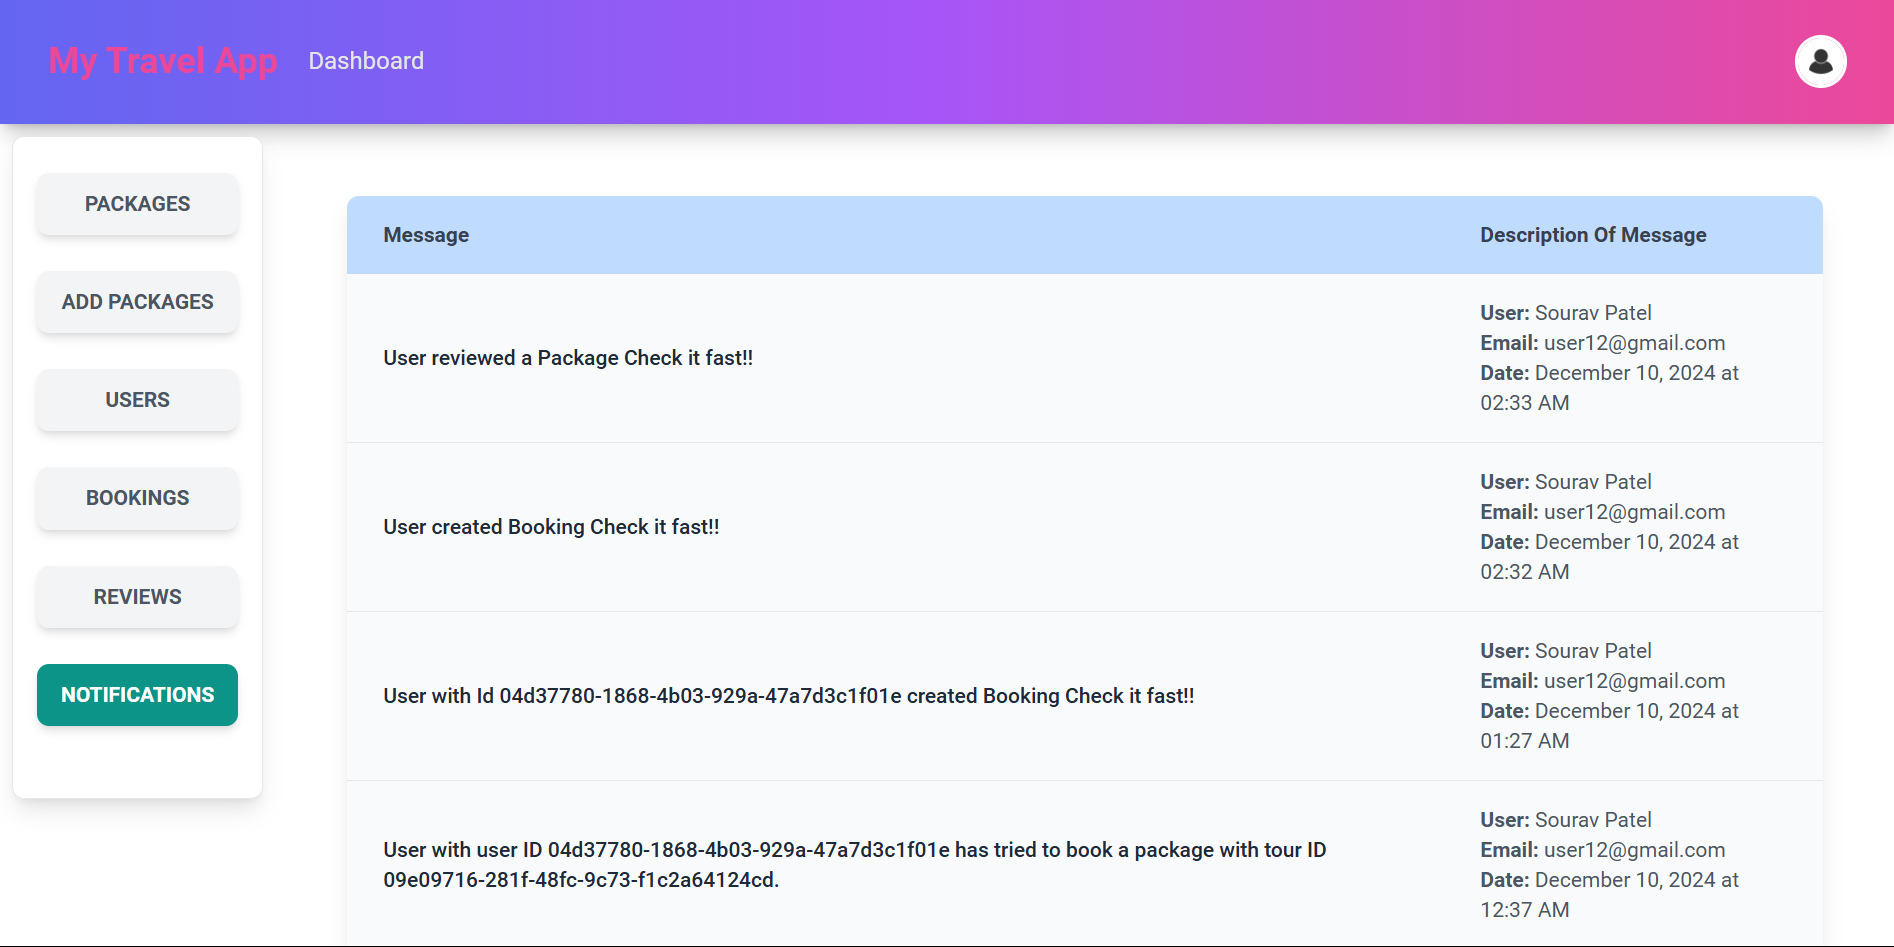 My Travel App
Dashboard
PACKAGES
ADD PACKAGES
USERS
BOOKINGS
REVIEWS
NOTIFICATIONS
Message
Description Of Message
User reviewed a Package Check it fast!!
User: Sourav Patel
Email: user12@gmail.com
Date: December 10, 2024 at
02:33 AM
User created Booking Check it fast!!
User: Sourav Patel
Email: user12@gmail.com
Date: December 10, 2024 at
02:32 AM
User with Id 04d37780-1868-4b03-929a-47a7d3c1f01e created Booking Check it fast!!
User: Sourav Patel
Email: user12@gmail.com
Date: December 10, 2024 at
01:27 AM
User with user ID 04d37780-1868-4b03-929a-47a7d3c1f01e has tried to book a package with tour ID
09e09716-281f-48fc-9c73-f1c2a64124cd.
User: Sourav Patel
Email: user12@gmail.com
Date: December 10, 2024 at
12:37 AM